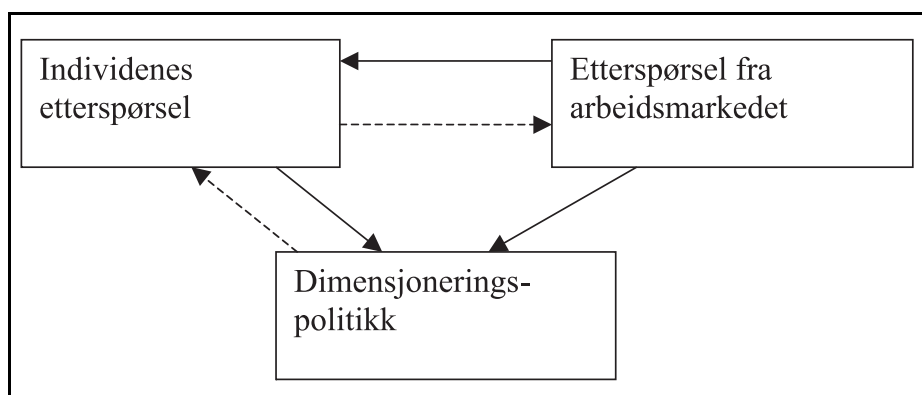 Individenes
etterspørsel
Etterspørsel fra
arbeidsmarkedet
Dimensjonerings-
politikk